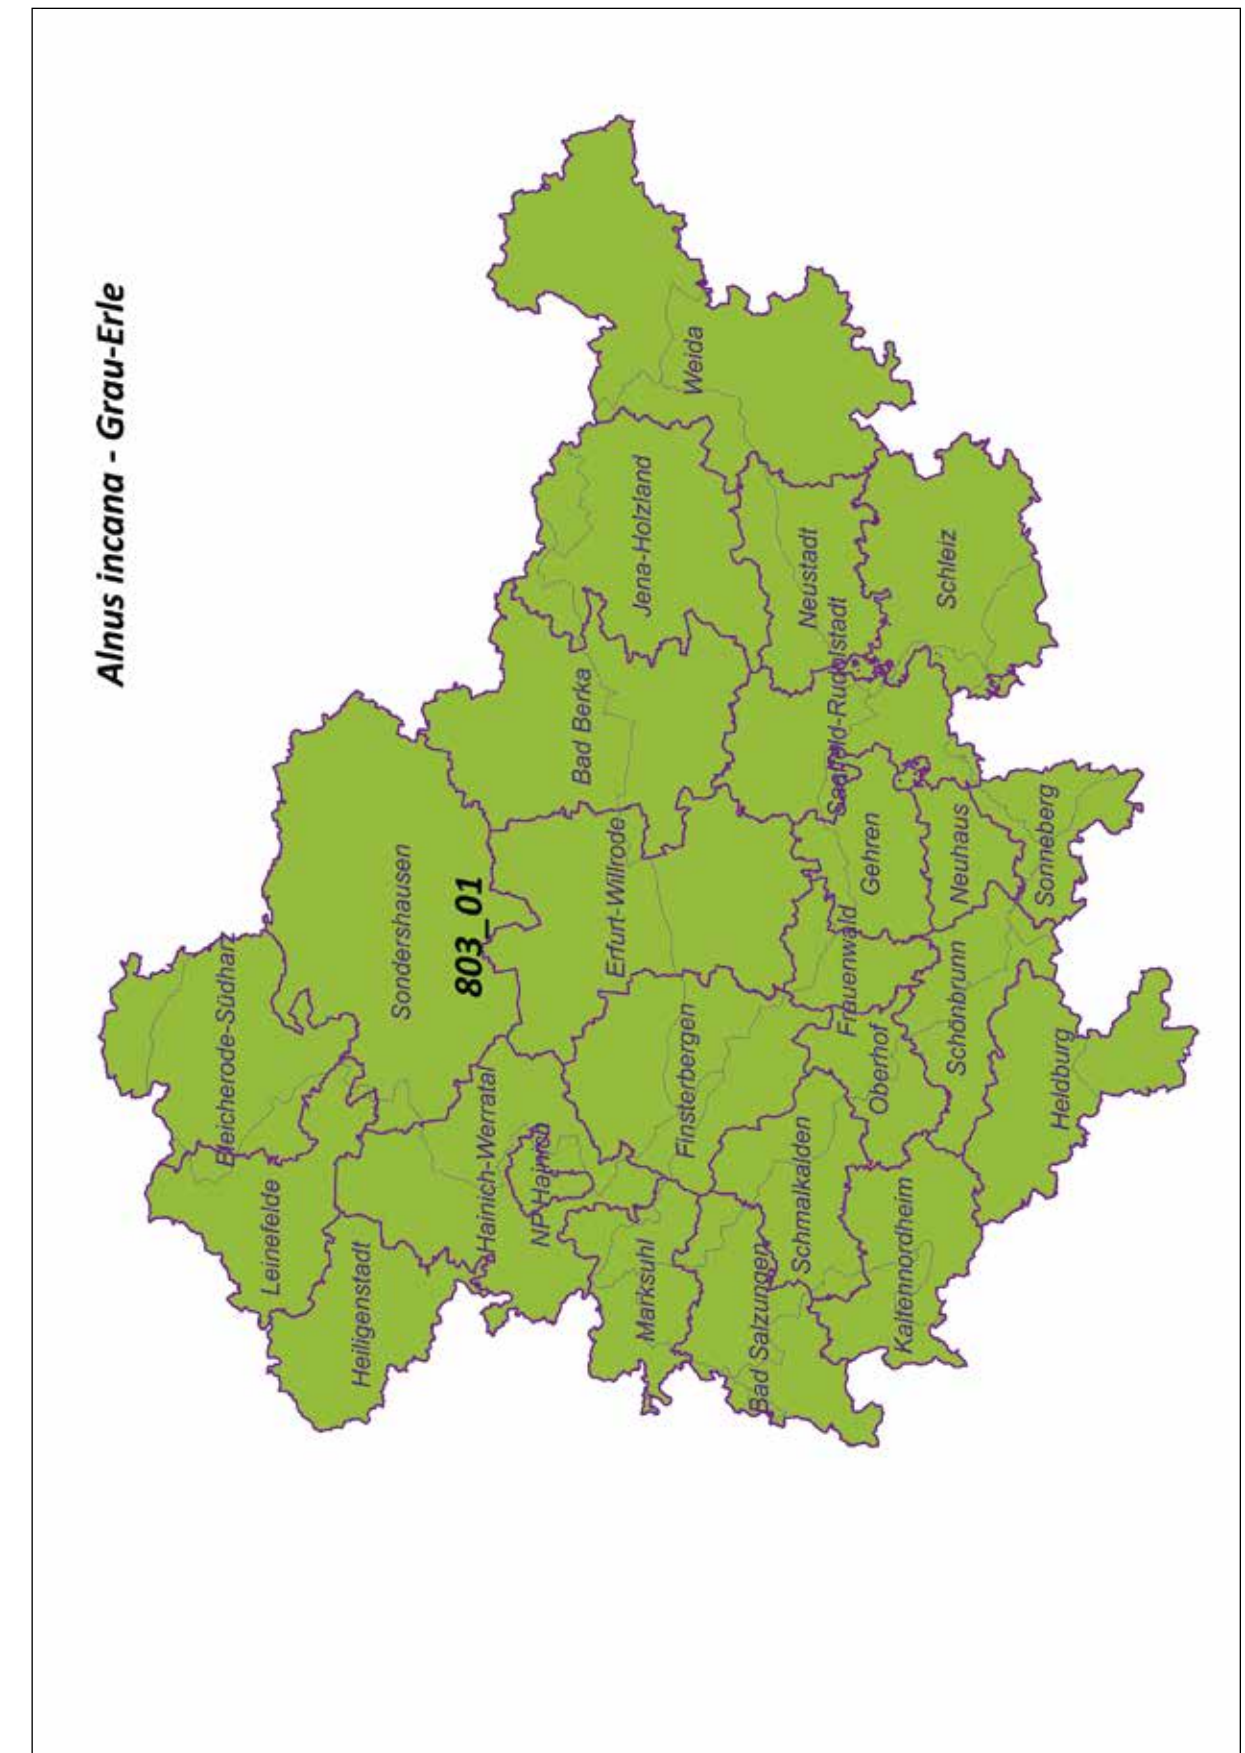 Alnus incana - Grau-Erle
Bleicherode-Südharz
Leinefelde
Heiligenstadt
Sondershausen
803_01
Hainich-Werratal
NP Hainich
Bad Berka
Erfurt-Willrode
Jena-Holzland
Weida
Marksuhl
Finsterbergen
Bad Salzungen
Schmalkalden
Neustadt
Saalfeld-Rudolstadt
Frauenwald
Gehren
Oberhof
Kaltennordheim
Schönbrunn
Neuhaus
Schleiz
Sonneberg
Heldburg